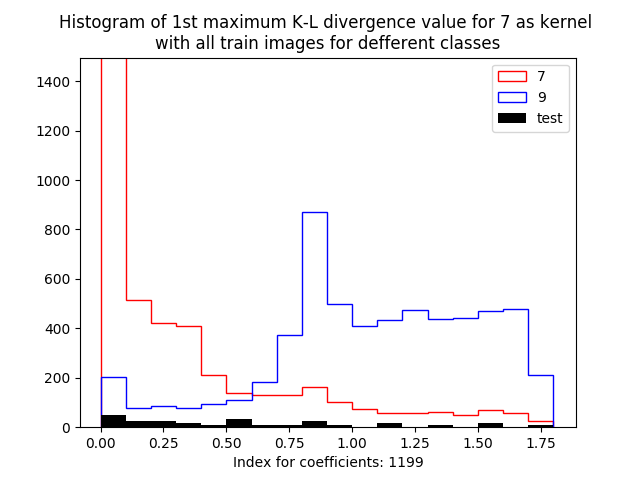 Histogram of 1st maximum K-L divergence value for 7 as kernel
with all train images for defferent classes
7
9
test
1400
1200
1000
800
600
400
200
0
0.00 0.25 0.50 0.75 1.00 1.25 1.50 1.75
Index for coefficients: 1199